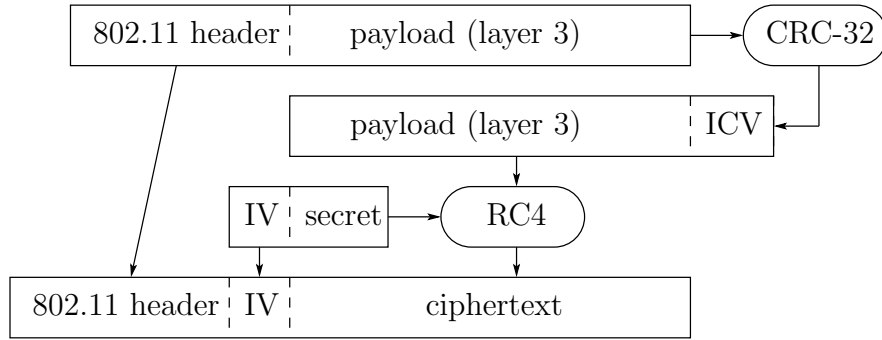 802.11 header payload (layer 3) CRC-32
payload (layer 3) ICV
IV secret RC4
802.11 header IV ciphertext